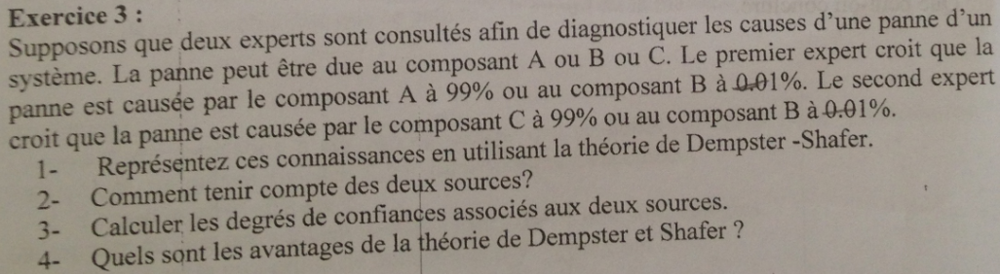 Exercice 3 :
Supposons que deux experts sont consultés afin de diagnostiquer les causes d'une panne d'un
système. La panne peut être due au composant A ou B ou C. Le premier expert croit que la
panne est causée par le composant A à 99% ou au composant B à 0.01%. Le second expert
croit que la panne est causée par le composant C à 99% ou au composant B à 0.01%.
1- Représentez ces connaissances en utilisant la théorie de Dempster -Shafer.
2- Comment tenir compte des deux sources?
3- Calculer les degrés de confiances associés aux deux sources.
4- Quels sont les avantages de la théorie de Dempster et Shafer ?